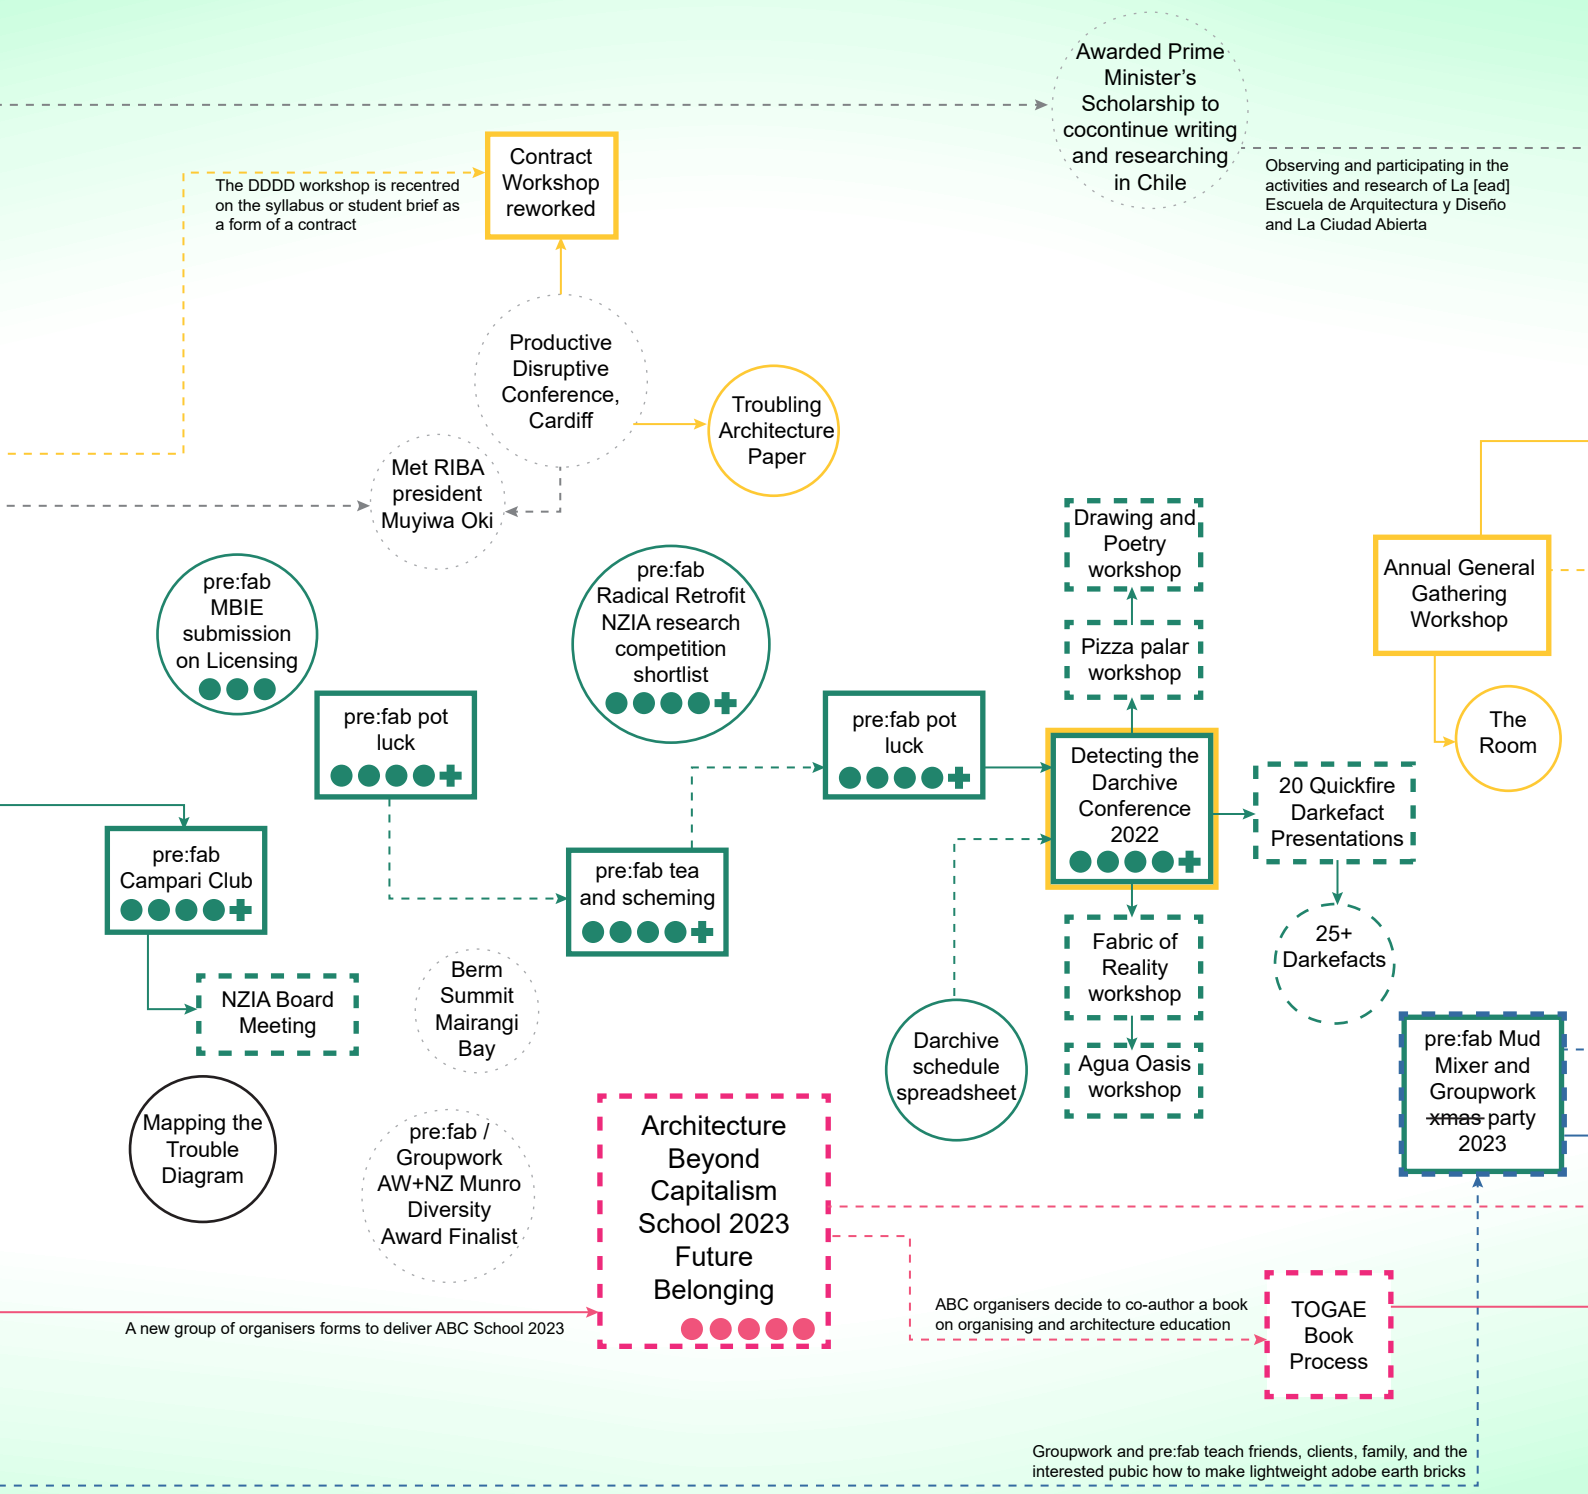 Awarded Prime
Minister’s
Scholarship to
cocontinue writing
and researching
in Chile
Observing and participating in the
activities and research of La [ead]
Escuela de Arquitectura y Diseño
and La Ciudad Abierta
Contract
Workshop
reworked
The DDDD workshop is recentred
on the syllabus or student brief as
a form of a contract
Productive
Disruptive
Conference,
Cardiff
Troubling
Architecture
Paper
Met RIBA
president
Muyiwa Oki
pre:fab
MBIE
submission
on Licensing
pre:fab
Radical Retrofit
NZIA research
competition
shortlist
Drawing and
Poetry
workshop
Pizza palar
workshop
Annual General
Gathering
Workshop
The
Room
pre:fab pot
luck
pre:fab pot
luck
Detecting the
Darchive
Conference
2022
20 Quickfire
Darkefact
Presentations
pre:fab
Campari Club
pre:fab tea
and scheming
25+
Darkefacts
Fabric of
Reality
workshop
Agua Oasis
workshop
NZIA Board
Meeting
Berm
Summit
Mairangi
Bay
Darchive
schedule
spreadsheet
pre:fab Mud
Mixer and
Groupwork
xmas party
2023
Mapping the
Trouble
Diagram
pre:fab /
Groupwork
AW+NZ Munro
Diversity
Award Finalist
Architecture
Beyond
Capitalism
School 2023
Future
Belonging
A new group of organisers forms to deliver ABC School 2023
ABC organisers decide to co-author a book
on organising and architecture education
TOGAE
Book
Process
Groupwork and pre:fab teach friends, clients, family, and the
interested pubic how to make lightweight adobe earth bricks